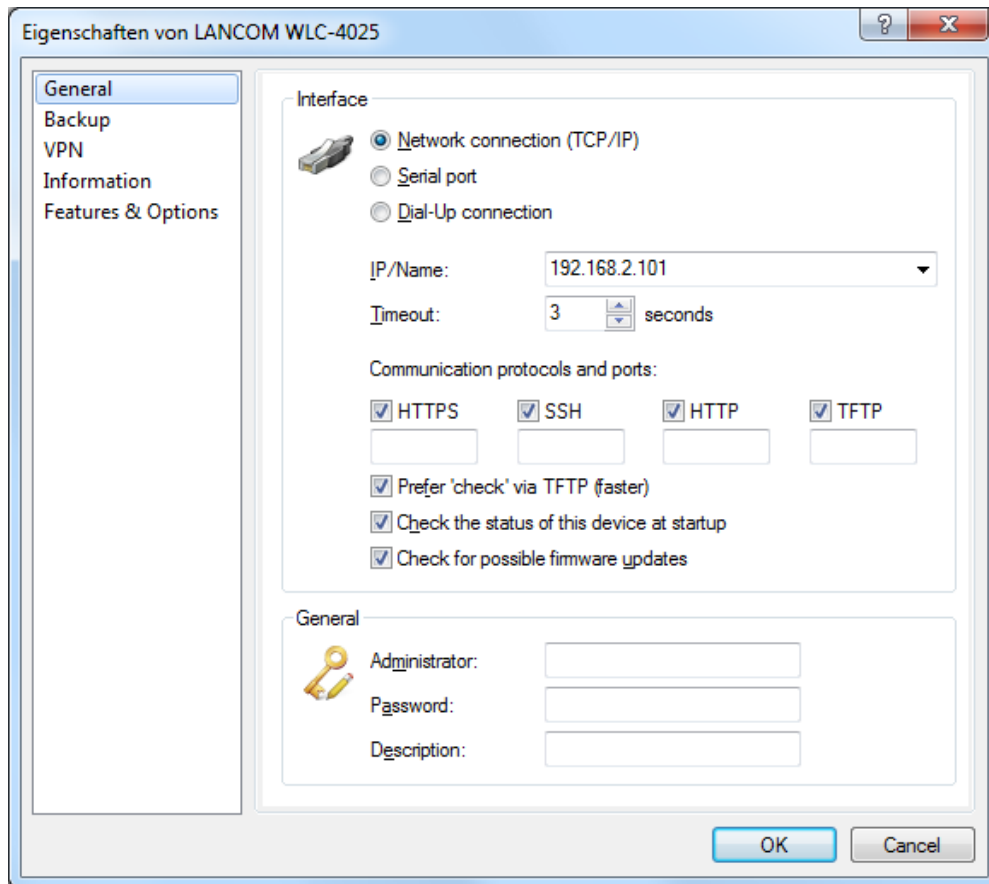 Eigenschaften von LANCOM WLC-4025
General
Backup
VPN
Information
Features & Options
Interface
Network connection (TCP/IP)
Serial port
Dial-Up connection
IP/Name: 192.168.2.101
Timeout: 3 seconds
Communication protocols and ports:
HTTPS SSH HTTP TFTP
Prefer 'check' via TFTP (faster)
Check the status of this device at startup
Check for possible firmware updates
General
Administrator:
Password:
Description:
OK Cancel